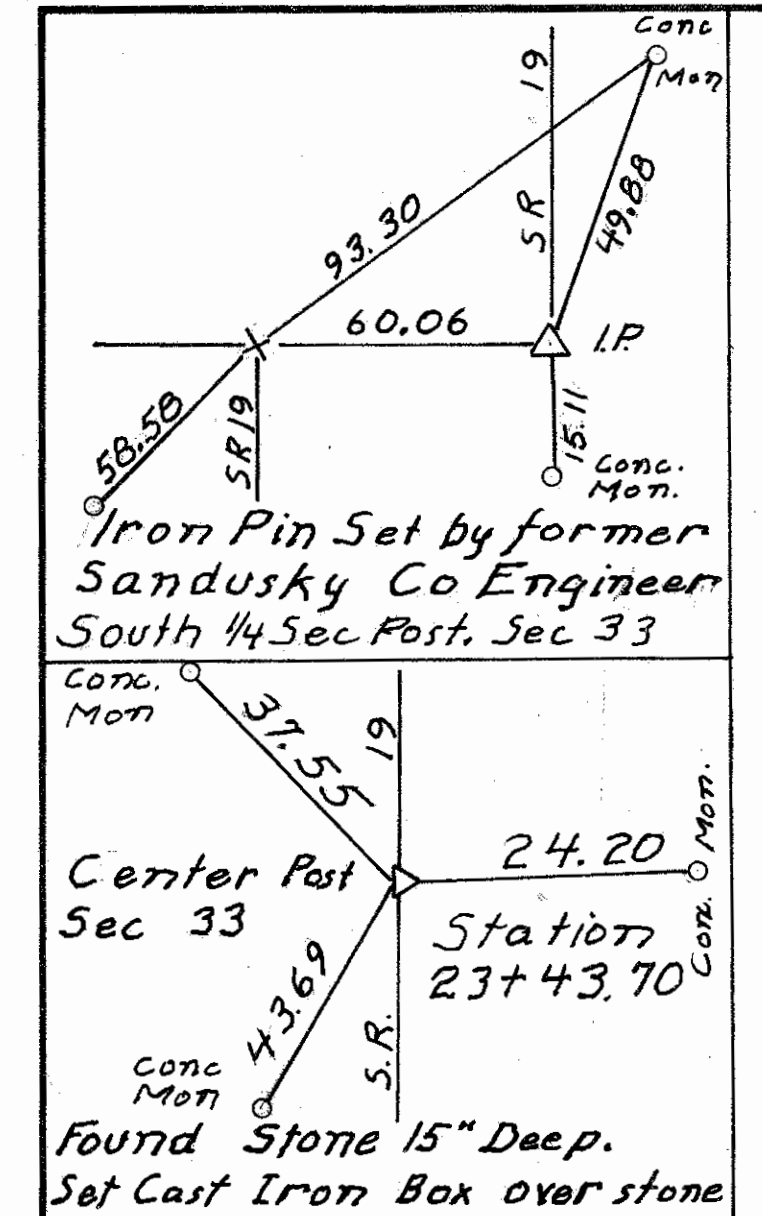 Conc
Mon
19
SR
93.30
49.88
60.06
I.P.
58.58
SR 19
15.11
Conc.
Mon.
Iron Pin Set by former
Sandusky Co Engineer
South 1/4 Sec Post. Sec 33
Conc.
Mon
37.55
19
Center Post
Sec 33
24.20
Conc. Mon.
Station
23+43.70
43.69
S.R.
Conc
Mon
Found Stone 15" Deep.
Set Cast Iron Box over stone